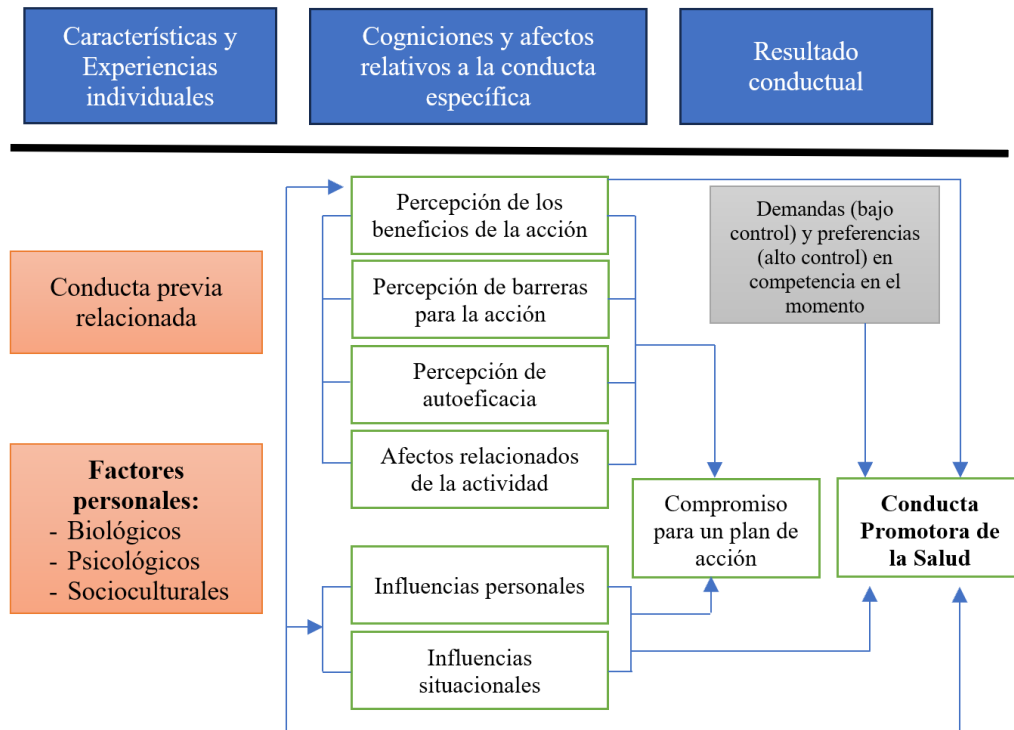 Características y
Experiencias
individuales
Cogniciones y afectos
relativos a la conducta
específica
Resultado
conductual
Percepción de los
beneficios de la acción
Demandas (bajo
control) y preferencias
(alto control) en
competencia en el
momento
Conducta previa
relacionada
Percepción de barreras
para la acción
Percepción de
autoeficacia
Afectos relacionados
de la actividad
Factores
personales:
- Biológicos
- Psicológicos
- Socioculturales
Compromiso
para un plan de
acción
Conducta
Promotora de
la Salud
Influencias personales
Influencias
situacionales